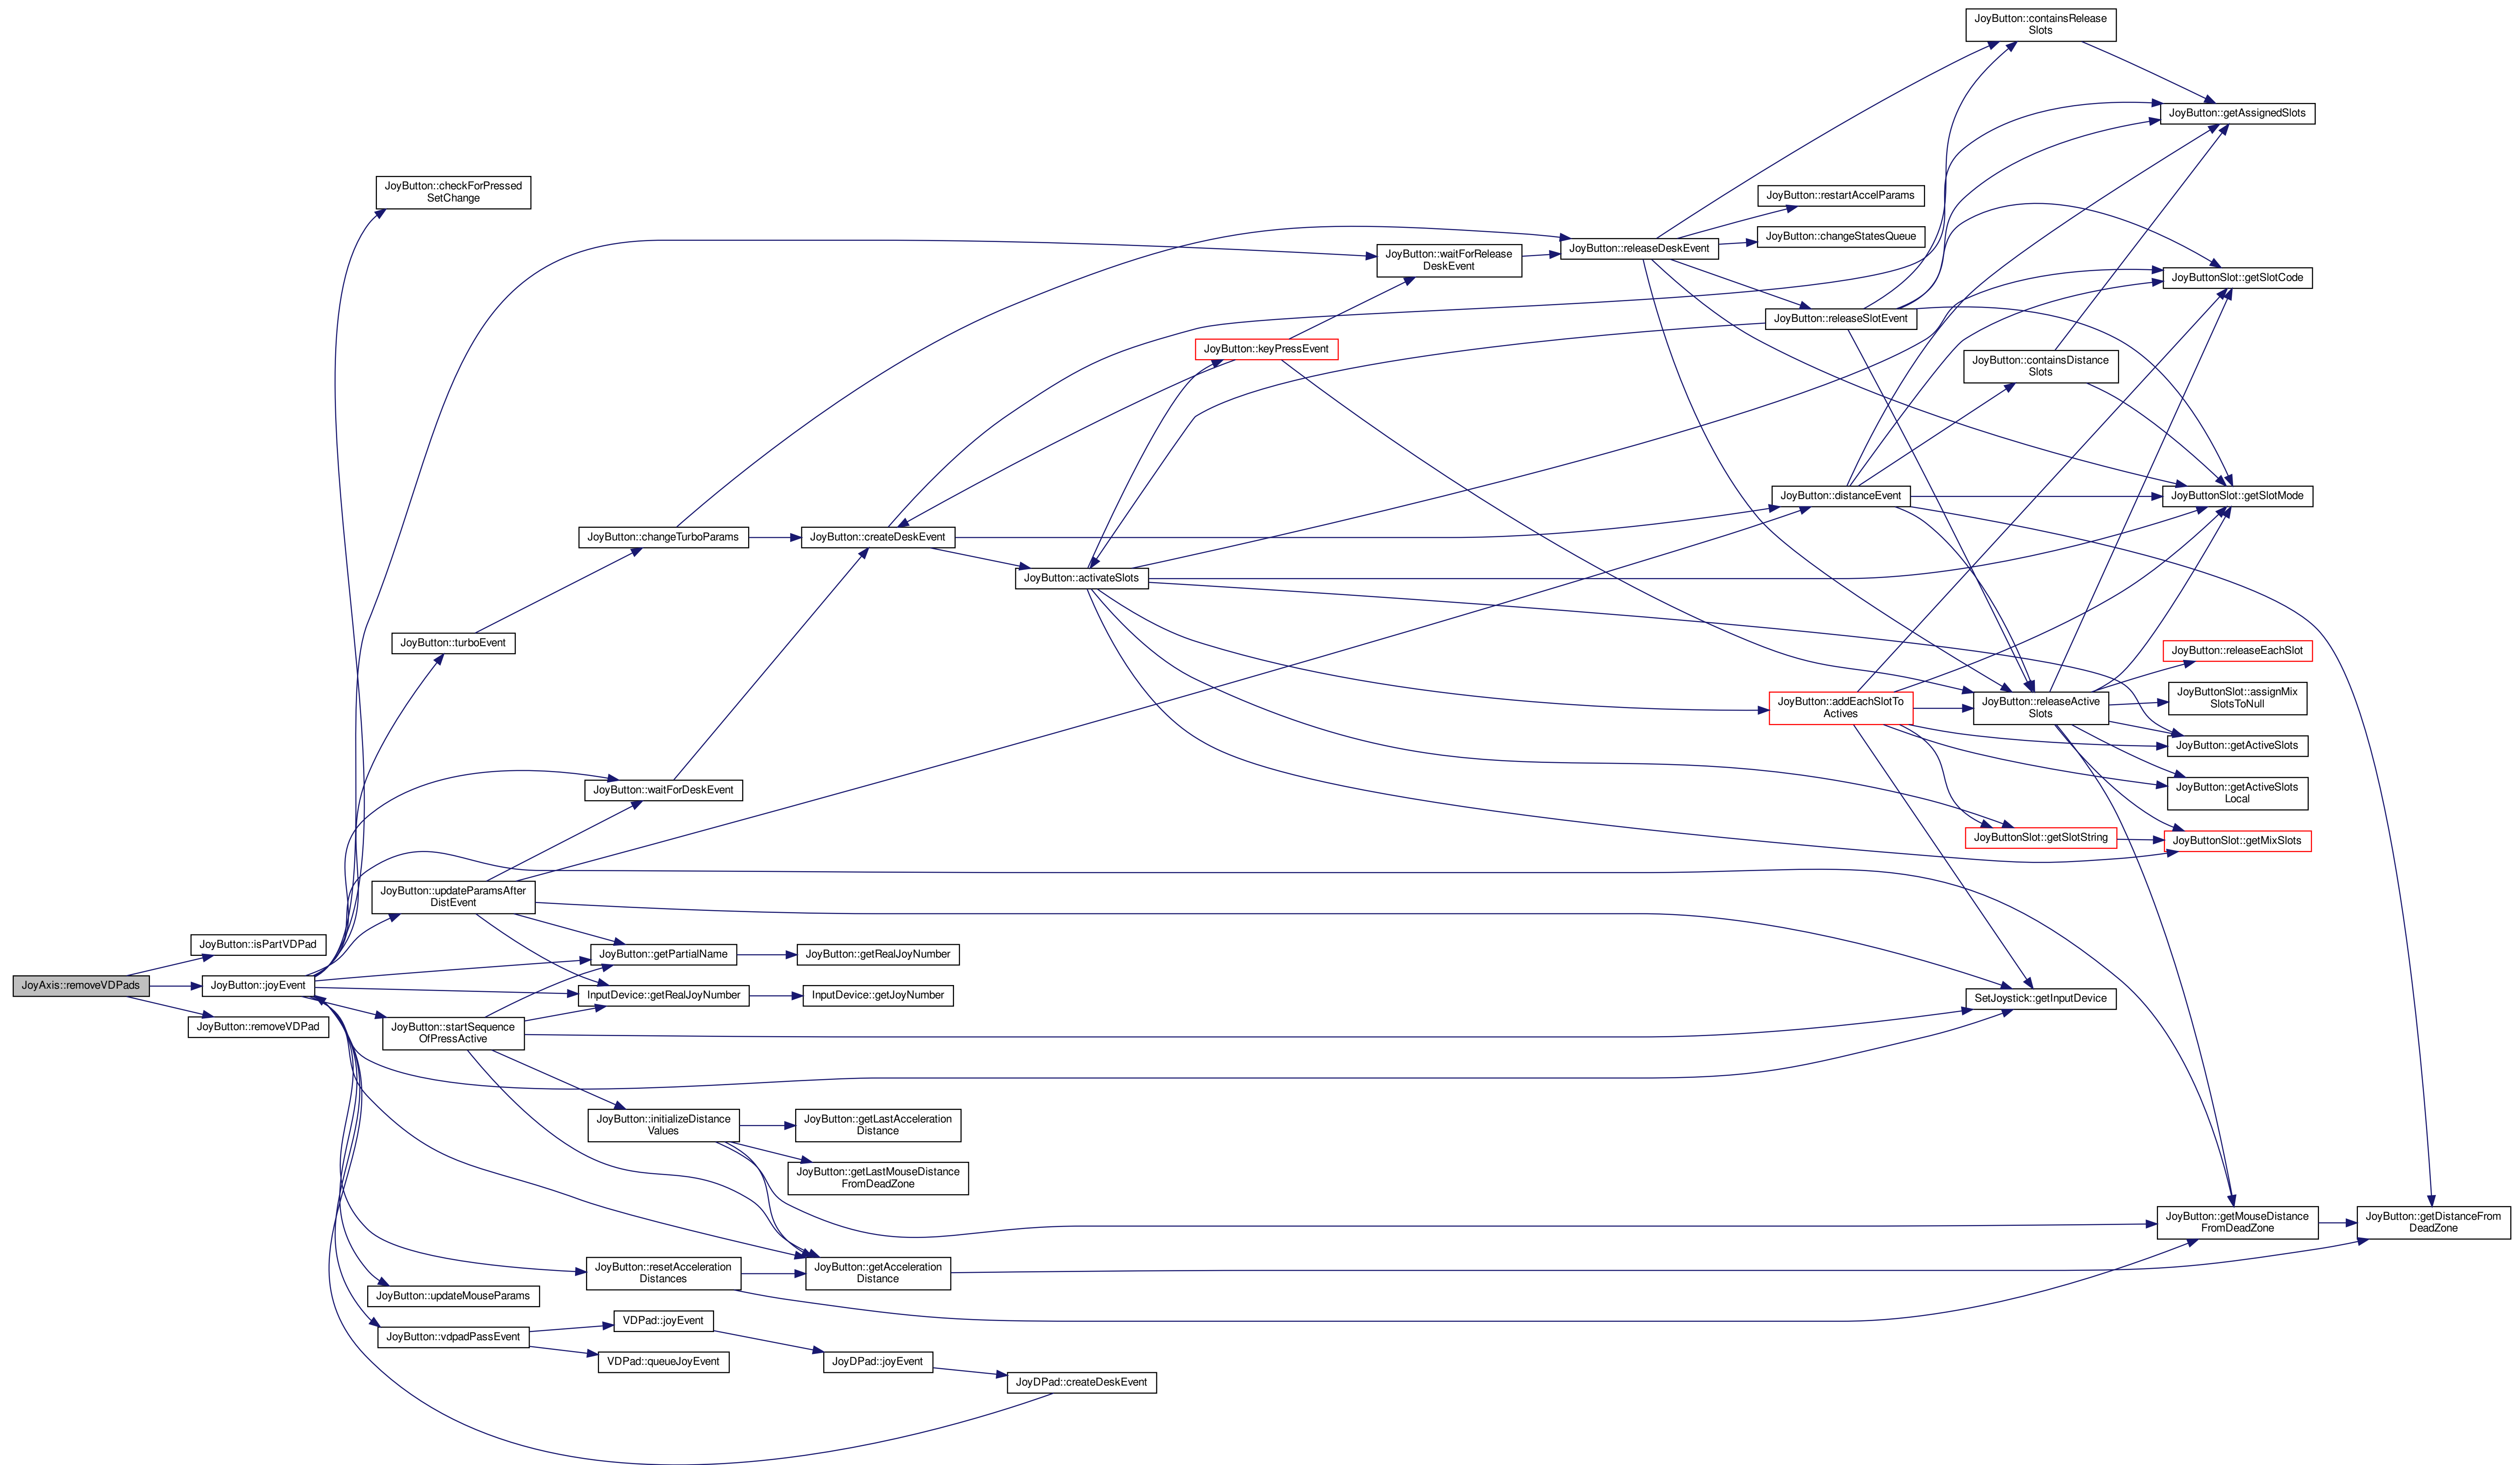 JoyButton::containsRelease
Slots
JoyButton::getAssignedSlots
JoyButton::checkForPressed
SetChange
JoyButton::restartAccelParams
JoyButton::changeStatesQueue
JoyButton::releaseDeskEvent
JoyButton::waitForRelease
DeskEvent
JoyButtonSlot::getSlotCode
JoyButton::releaseSlotEvent
JoyButton::keyPressEvent
JoyButton::containsDistance
Slots
JoyButton::distanceEvent
JoyButtonSlot::getSlotMode
JoyButton::changeTurboParams
JoyButton::createDeskEvent
JoyButton::activateSlots
JoyButton::turboEvent
JoyButton::releaseEachSlot
JoyButtonSlot::assignMix
SlotsToNull
JoyButton::addEachSlotTo
Actives
JoyButton::releaseActive
Slots
JoyButton::getActiveSlots
JoyButton::waitForDeskEvent
JoyButton::getActiveSlots
Local
JoyButtonSlot::getSlotString
JoyButtonSlot::getMixSlots
JoyButton::updateParamsAfter
DistEvent
JoyButton::isPartVDPad
JoyButton::getPartialName
JoyButton::getRealJoyNumber
JoyAxis::removeVDPads
JoyButton::joyEvent
InputDevice::getRealJoyNumber
InputDevice::getJoyNumber
SetJoystick::getInputDevice
JoyButton::removeVDPad
JoyButton::startSequence
OfPressActive
JoyButton::initializeDistance
Values
JoyButton::getLastAcceleration
Distance
JoyButton::getLastMouseDistance
FromDeadZone
JoyButton::getMouseDistance
FromDeadZone
JoyButton::getDistanceFrom
DeadZone
JoyButton::resetAcceleration
Distances
JoyButton::getAcceleration
Distance
JoyButton::updateMouseParams
JoyButton::vdpadPassEvent
VDPad::joyEvent
VDPad::queueJoyEvent
JoyDPad::joyEvent
JoyDPad::createDeskEvent